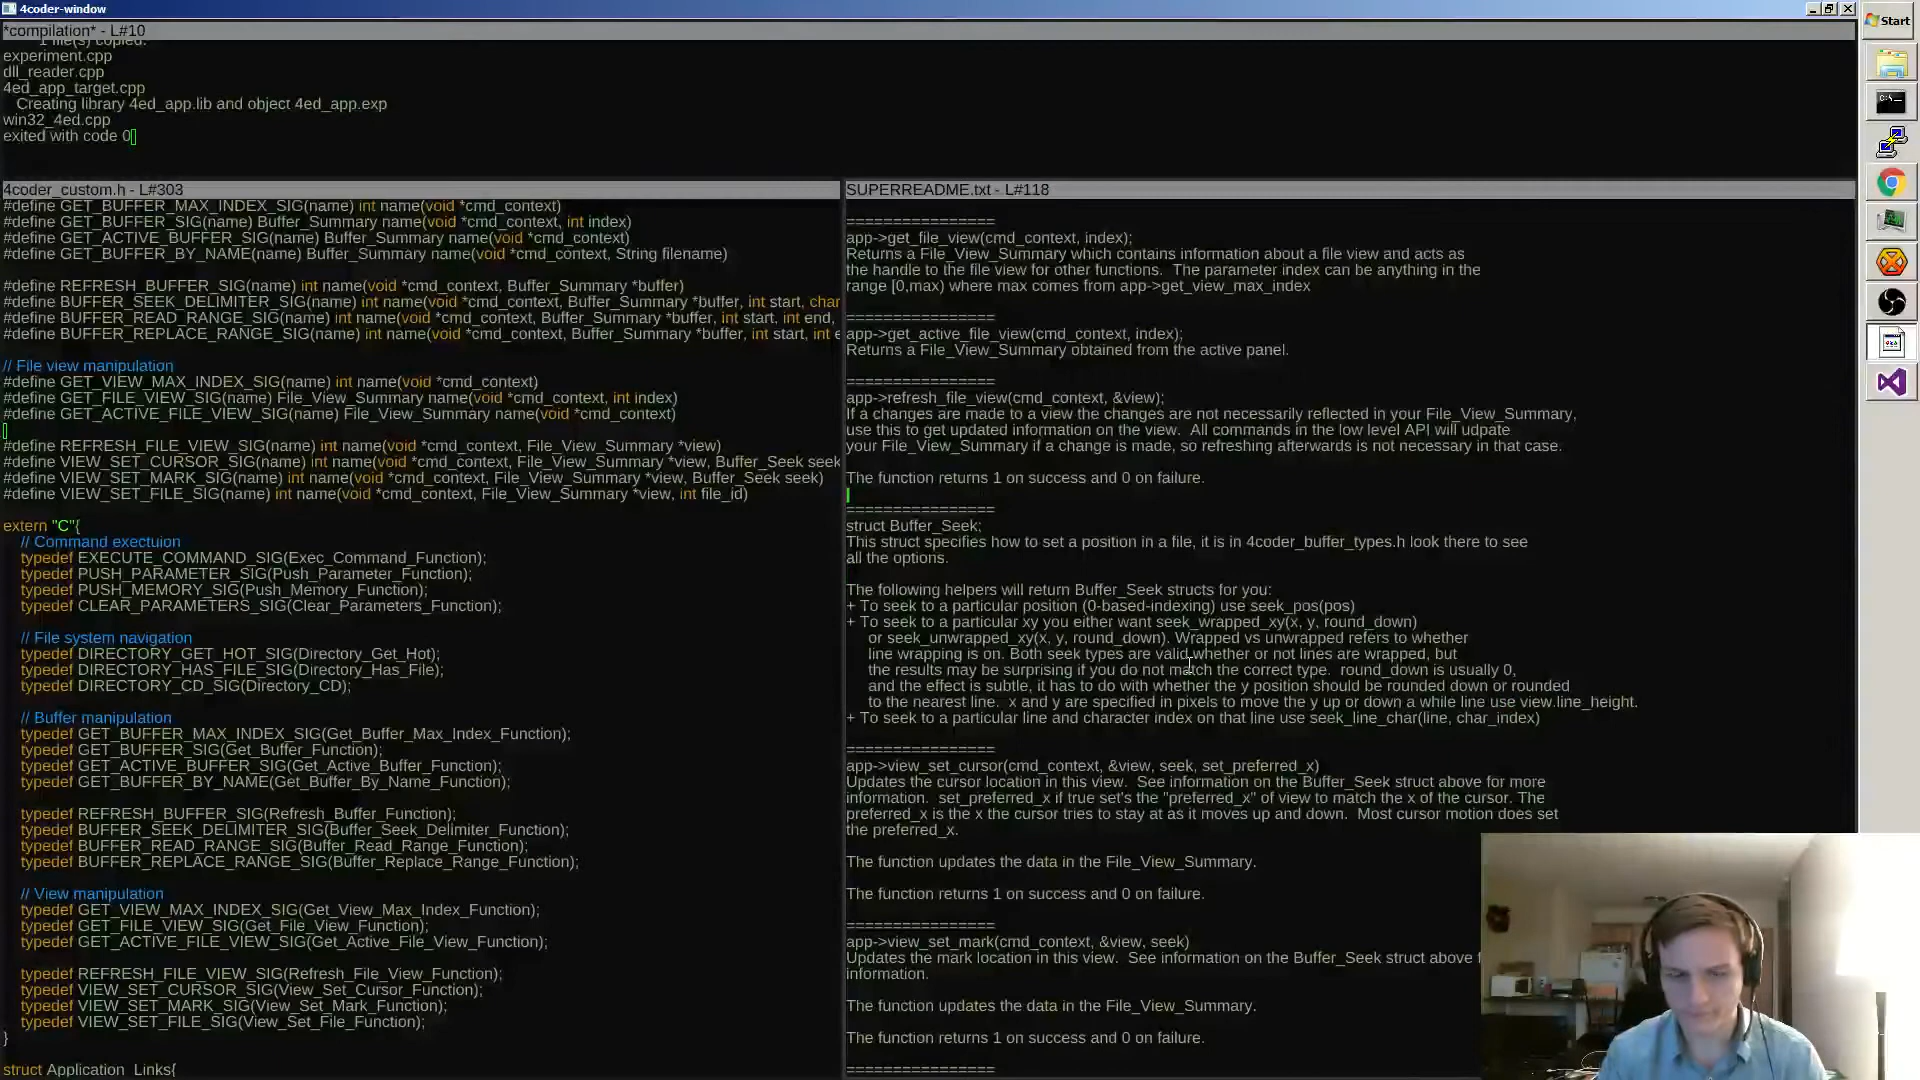 4coder-window
Start
*compilation* - L#10
1 file(s) copied.
experiment.cpp
dll_reader.cpp
4ed_app_target.cpp
Creating library 4ed_app.lib and object 4ed_app.exp
win32_4ed.cpp
exited with code 0
4coder_custom.h - L#303
#define GET_BUFFER_MAX_INDEX_SIG(name) int name(void *cmd_context)
#define GET_BUFFER_SIG(name) Buffer_Summary name(void *cmd_context, int index)
#define GET_ACTIVE_BUFFER_SIG(name) Buffer_Summary name(void *cmd_context)
#define GET_BUFFER_BY_NAME(name) Buffer_Summary name(void *cmd_context, String filename)
#define REFRESH_BUFFER_SIG(name) int name(void *cmd_context, Buffer_Summary *buffer)
#define BUFFER_SEEK_DELIMITER_SIG(name) int name(void *cmd_context, Buffer_Summary *buffer, int start, char
#define BUFFER_READ_RANGE_SIG(name) int name(void *cmd_context, Buffer_Summary *buffer, int start, int end,
#define BUFFER_REPLACE_RANGE_SIG(name) int name(void *cmd_context, Buffer_Summary *buffer, int start, int e
// File view manipulation
#define GET_VIEW_MAX_INDEX_SIG(name) int name(void *cmd_context)
#define GET_FILE_VIEW_SIG(name) File_View_Summary name(void *cmd_context, int index)
#define GET_ACTIVE_FILE_VIEW_SIG(name) File_View_Summary name(void *cmd_context)
#define REFRESH_FILE_VIEW_SIG(name) int name(void *cmd_context, File_View_Summary *view)
#define VIEW_SET_CURSOR_SIG(name) int name(void *cmd_context, File_View_Summary *view, Buffer_Seek seek
#define VIEW_SET_MARK_SIG(name) int name(void *cmd_context, File_View_Summary *view, Buffer_Seek seek)
#define VIEW_SET_FILE_SIG(name) int name(void *cmd_context, File_View_Summary *view, int file_id)
extern "C"{
// Command exectuion
typedef EXECUTE_COMMAND_SIG(Exec_Command_Function);
typedef PUSH_PARAMETER_SIG(Push_Parameter_Function);
typedef PUSH_MEMORY_SIG(Push_Memory_Function);
typedef CLEAR_PARAMETERS_SIG(Clear_Parameters_Function);
// File system navigation
typedef DIRECTORY_GET_HOT_SIG(Directory_Get_Hot);
typedef DIRECTORY_HAS_FILE_SIG(Directory_Has_File);
typedef DIRECTORY_CD_SIG(Directory_CD);
// Buffer manipulation
typedef GET_BUFFER_MAX_INDEX_SIG(Get_Buffer_Max_Index_Function);
typedef GET_BUFFER_SIG(Get_Buffer_Function);
typedef GET_ACTIVE_BUFFER_SIG(Get_Active_Buffer_Function);
typedef GET_BUFFER_BY_NAME(Get_Buffer_By_Name_Function);
typedef REFRESH_BUFFER_SIG(Refresh_Buffer_Function);
typedef BUFFER_SEEK_DELIMITER_SIG(Buffer_Seek_Delimiter_Function);
typedef BUFFER_READ_RANGE_SIG(Buffer_Read_Range_Function);
typedef BUFFER_REPLACE_RANGE_SIG(Buffer_Replace_Range_Function);
// View manipulation
typedef GET_VIEW_MAX_INDEX_SIG(Get_View_Max_Index_Function);
typedef GET_FILE_VIEW_SIG(Get_File_View_Function);
typedef GET_ACTIVE_FILE_VIEW_SIG(Get_Active_File_View_Function);
typedef REFRESH_FILE_VIEW_SIG(Refresh_File_View_Function);
typedef VIEW_SET_CURSOR_SIG(View_Set_Cursor_Function);
typedef VIEW_SET_MARK_SIG(View_Set_Mark_Function);
typedef VIEW_SET_FILE_SIG(View_Set_File_Function);
}
struct Application_Links{
SUPERREADME.txt - L#118
================
app->get_file_view(cmd_context, index);
Returns a File_View_Summary which contains information about a file view and acts as
the handle to the file view for other functions.  The parameter index can be anything in the
range [0,max) where max comes from app->get_view_max_index
================
app->get_active_file_view(cmd_context, index);
Returns a File_View_Summary obtained from the active panel.
================
app->refresh_file_view(cmd_context, &view);
If a changes are made to a view the changes are not necessarily reflected in your File_View_Summary,
use this to get updated information on the view.  All commands in the low level API will udpate
your File_View_Summary if a change is made, so refreshing afterwards is not necessary in that case.
The function returns 1 on success and 0 on failure.
================
struct Buffer_Seek;
This struct specifies how to set a position in a file, it is in 4coder_buffer_types.h look there to see
all the options.
The following helpers will return Buffer_Seek structs for you:
+ To seek to a particular position (0-based-indexing) use seek_pos(pos)
+ To seek to a particular xy you either want seek_wrapped_xy(x, y, round_down)
or seek_unwrapped_xy(x, y, round_down). Wrapped vs unwrapped refers to whether
line wrapping is on. Both seek types are valid whether or not lines are wrapped, but
the results may be surprising if you do not match the correct type.  round_down is usually 0,
and the effect is subtle, it has to do with whether the y position should be rounded down or rounded
to the nearest line.  x and y are specified in pixels to move the y up or down a while line use view.line_height.
+ To seek to a particular line and character index on that line use seek_line_char(line, char_index)
================
app->view_set_cursor(cmd_context, &view, seek, set_preferred_x)
Updates the cursor location in this view.  See information on the Buffer_Seek struct above for more
information.  set_preferred_x if true set's the "preferred_x" of view to match the x of the cursor. The
preferred_x is the x the cursor tries to stay at as it moves up and down.  Most cursor motion does set
the preferred_x.
The function updates the data in the File_View_Summary.
The function returns 1 on success and 0 on failure.
================
app->view_set_mark(cmd_context, &view, seek)
Updates the mark location in this view.  See information on the Buffer_Seek struct above f
information.
The function updates the data in the File_View_Summary.
The function returns 1 on success and 0 on failure.
================